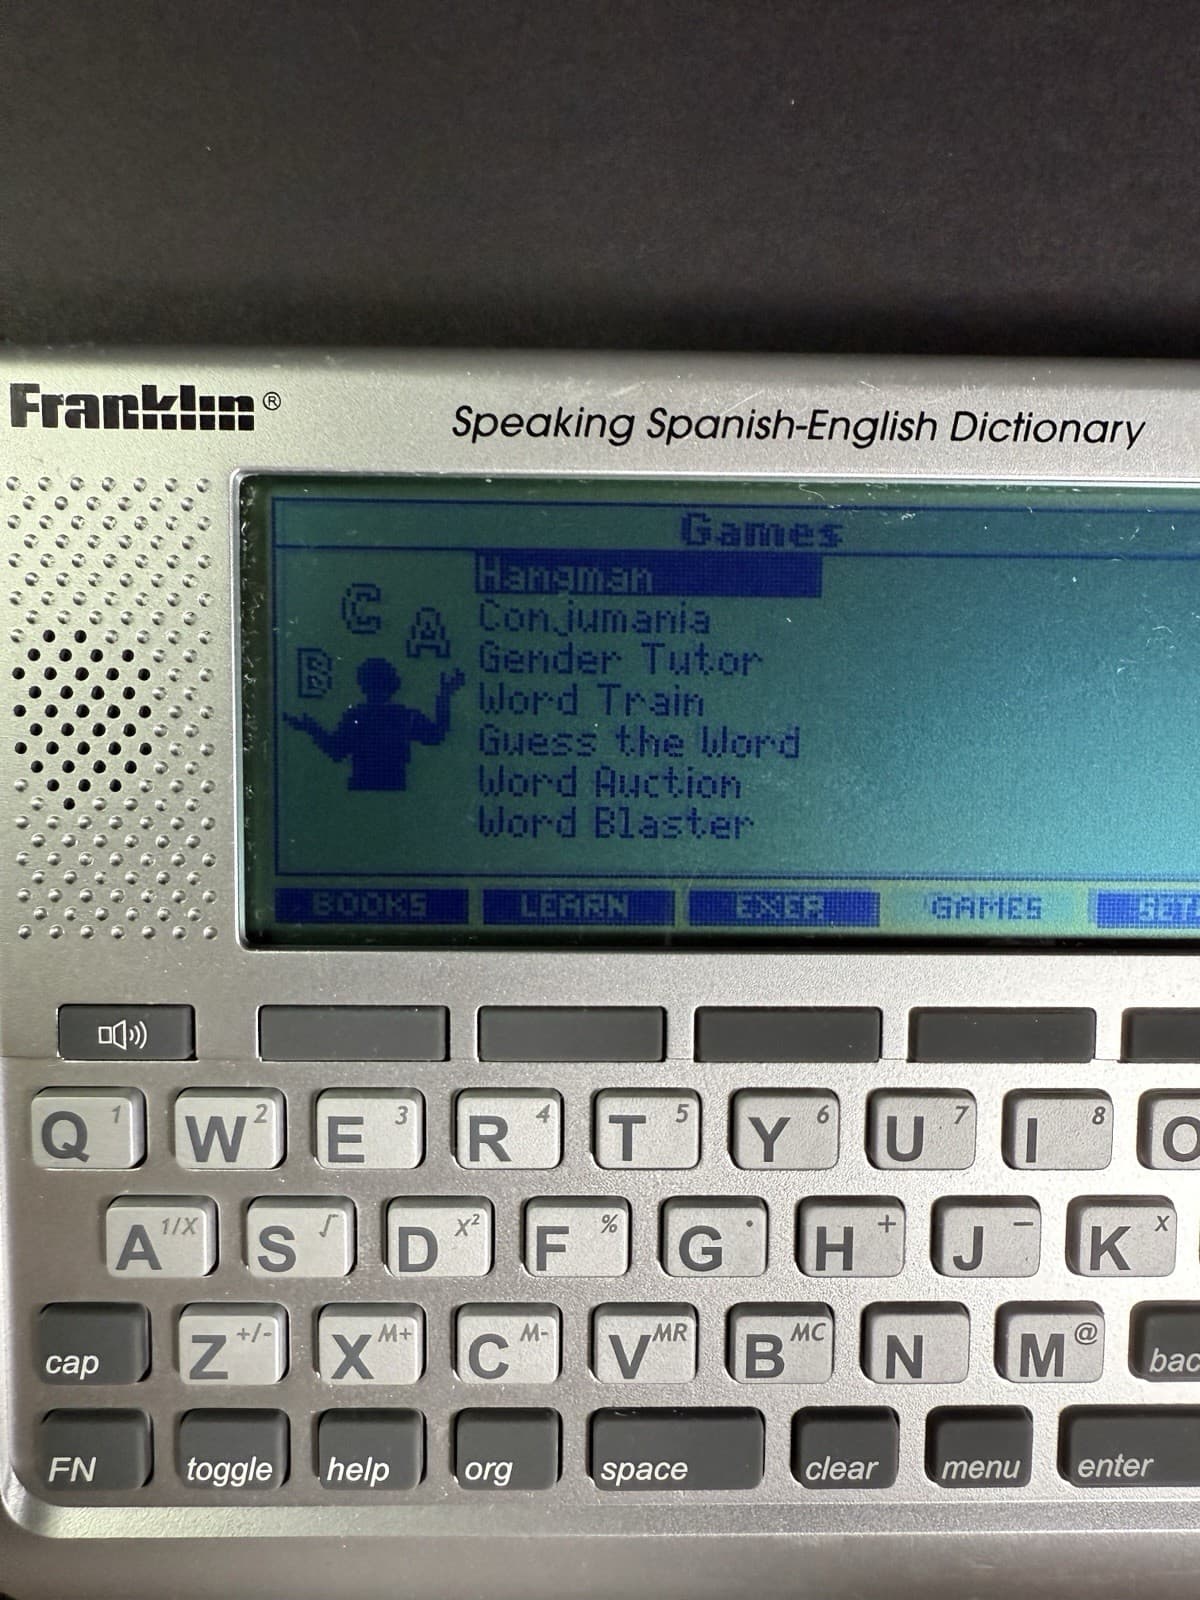 Franklin®
Speaking Spanish-English Dictionary
Games
Hangman
C
A
B
Conjumania
Gender Tutor
Word Train
Guess the Word
Word Auction
Word Blaster
BOOKS LEARN EXER GAMES SET
Q 1 W 2 E 3 R 4 T 5 Y 6 U 7 I 8 O
A 1/X S √ D X² F % G . H + J – K X
cap Z +/- X M+ C M- V MR B MC N M @ bac
FN toggle help org space clear menu enter